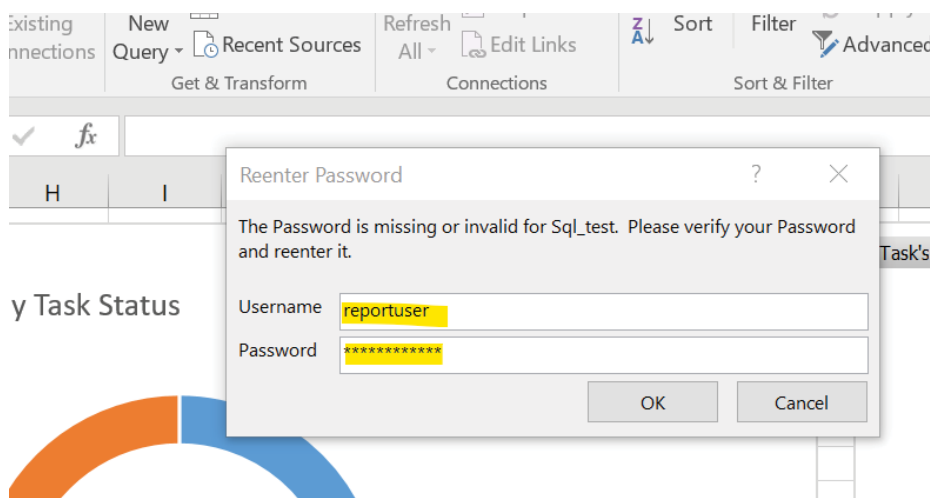 Existing
Connections
New
Query
Recent Sources
Get & Transform
Refresh
All
Edit Links
Connections
Sort
Z
A
Filter
Advanced
Sort & Filter
fx
H
I
Reenter Password
?
The Password is missing or invalid for Sql_test. Please verify your Password
and reenter it.
Username
reportuser
Password
************
OK
Cancel
Task's
y Task Status